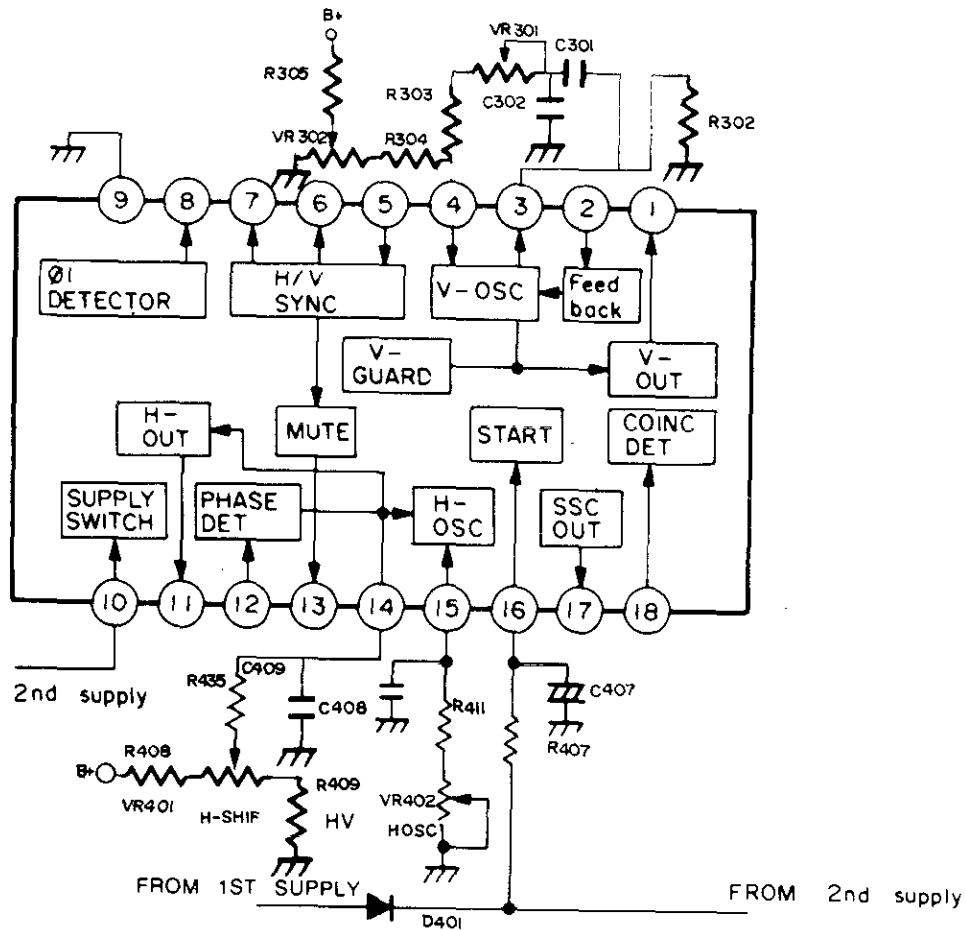 B+
VR301
C301
R305
R303
C302
R302
VR302
R304
9
8
7
6
5
4
3
2
1
Ø1
DETECTOR
H/V
SYNC
V-OSC
Feed
back
V-
GUARD
V-
OUT
H-
OUT
MUTE
START
COINC
DET
SUPPLY
SWITCH
PHASE
DET
H-
OSC
SSC
OUT
10
11
12
13
14
15
16
17
18
2nd supply
R435
C409
C408
R411
C407
R407
B+
R408
VR401
H-SHIF
R409
HV
VR402
HOSC
FROM 1ST SUPPLY
D401
FROM 2nd supply